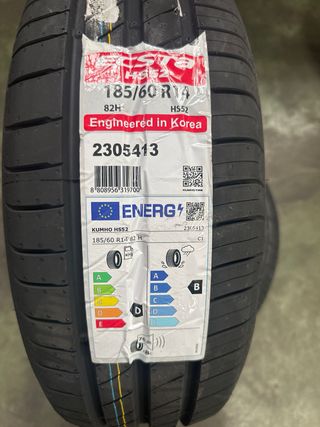 ECSTA
HS52
185/60 R14
82H HS52
Engineered in Korea
2305413
8 808956 319700
ENERG
KUMHO HS52 2305413
185/60 R14 82 H C1
A A
B B B
C C
D D D
E E